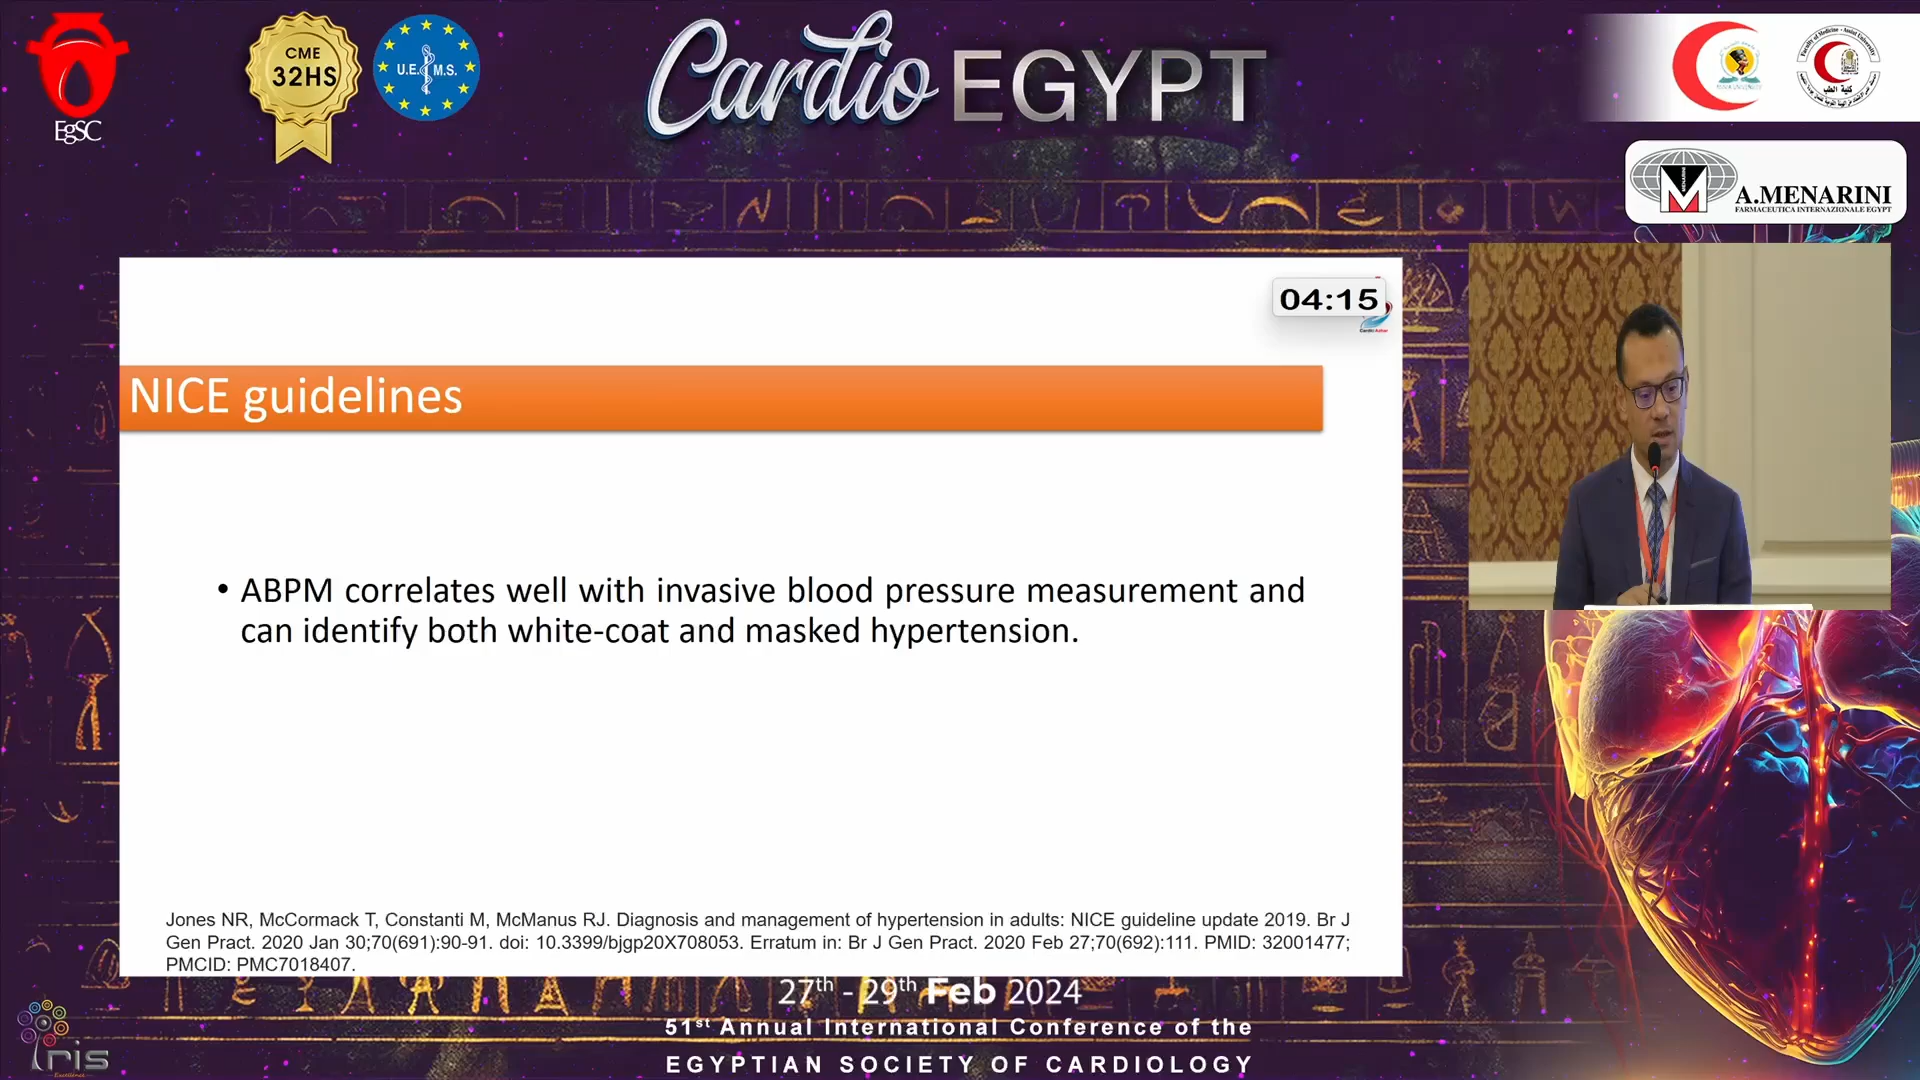 EgSC
CME
32HS
U.E. M.S.
Cardio EGYPT
كلية الطب
A.MENARINI
FARMACEUTICA INTERNAZIONALE EGYPT
04:15
NICE guidelines
• ABPM correlates well with invasive blood pressure measurement and
can identify both white-coat and masked hypertension.
Jones NR, McCormack T, Constanti M, McManus RJ. Diagnosis and management of hypertension in adults: NICE guideline update 2019. Br J
Gen Pract. 2020 Jan 30;70(691):90-91. doi: 10.3399/bjgp20X708053. Erratum in: Br J Gen Pract. 2020 Feb 27;70(692):111. PMID: 32001477;
PMCID: PMC7018407.
27th - 29th Feb 2024
51st Annual International Conference of the
EGYPTIAN SOCIETY OF CARDIOLOGY
Iris